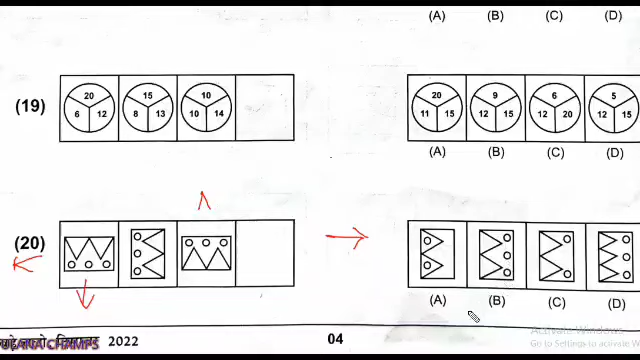 (A) (B) (C) (D)
(19) 20 6 12 15 8 13 10 10 14 20 11 15 9 12 15 6 12 20 5 12 15
(A) (B) (C) (D)
(20)
(A) (B) (C) (D)
Activate Windows
Go to Settings to activate W
2022 04
CHAMPS